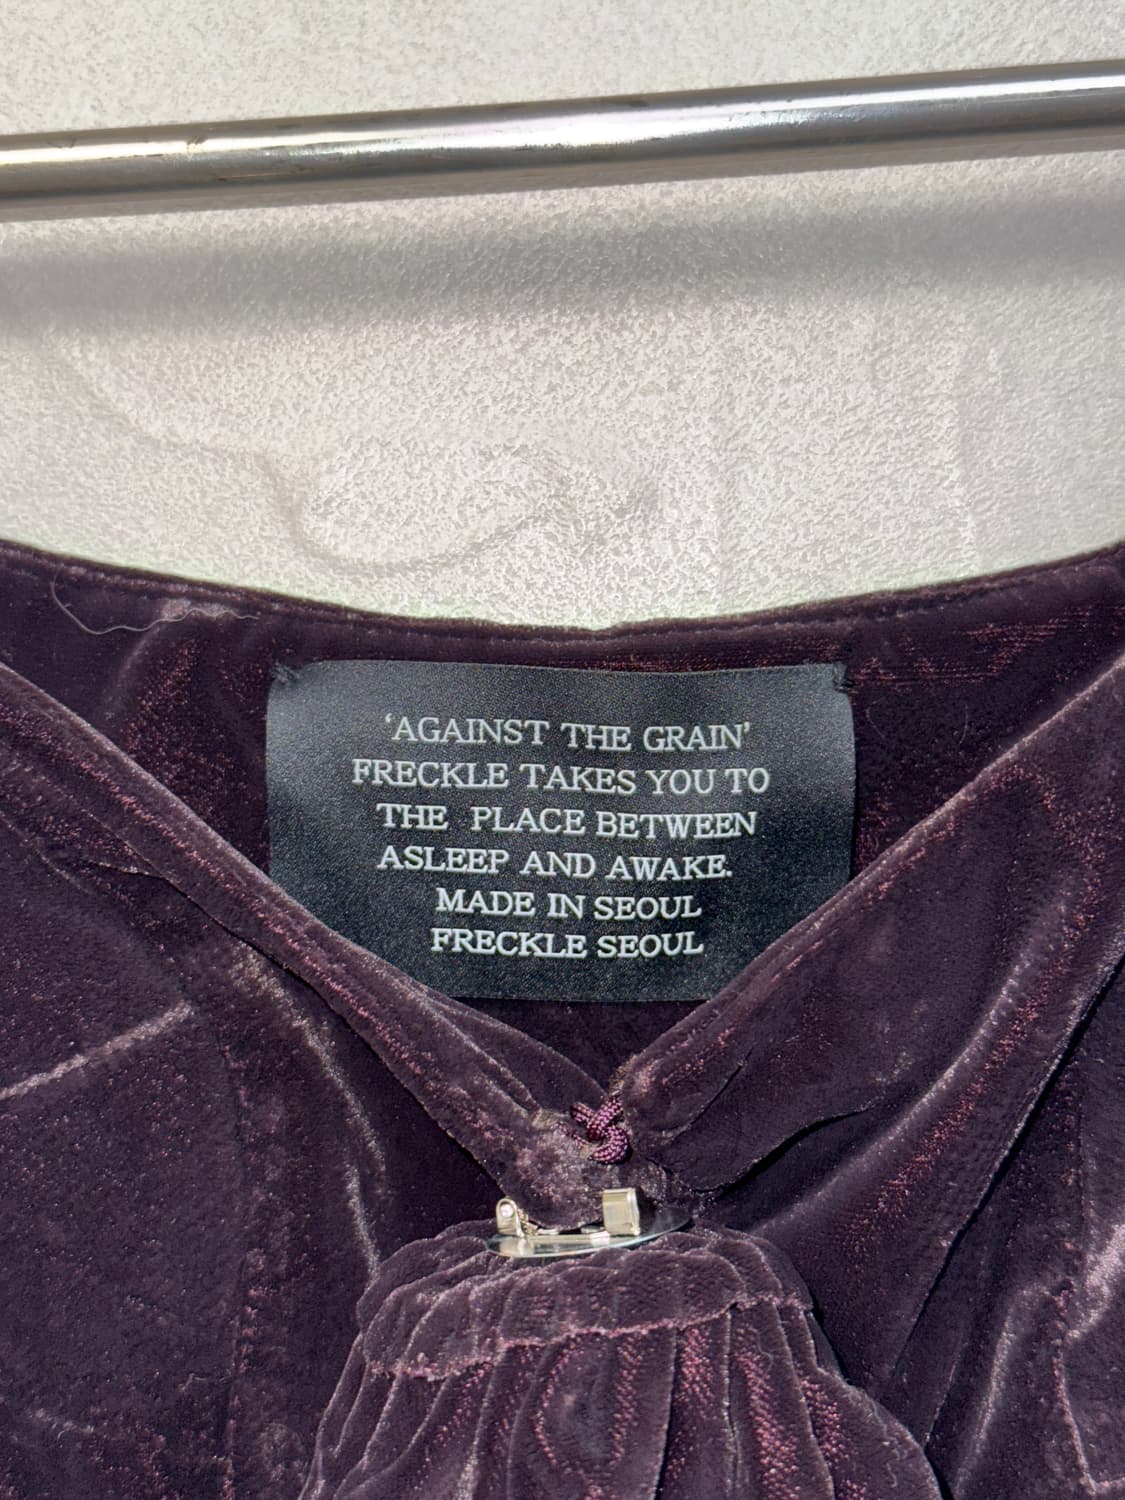 ‘AGAINST THE GRAIN’
FRECKLE TAKES YOU TO
THE PLACE BETWEEN
ASLEEP AND AWAKE.
MADE IN SEOUL
FRECKLE SEOUL